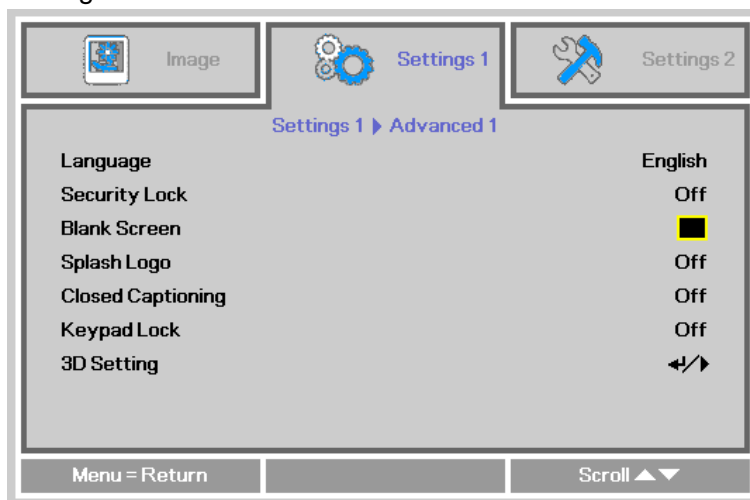 Image
Settings 1
Settings 2
Settings 1 ▶ Advanced 1
Language English
Security Lock Off
Blank Screen
Splash Logo Off
Closed Captioning Off
Keypad Lock Off
3D Setting ↵/▶
Menu = Return
Scroll ▲▼